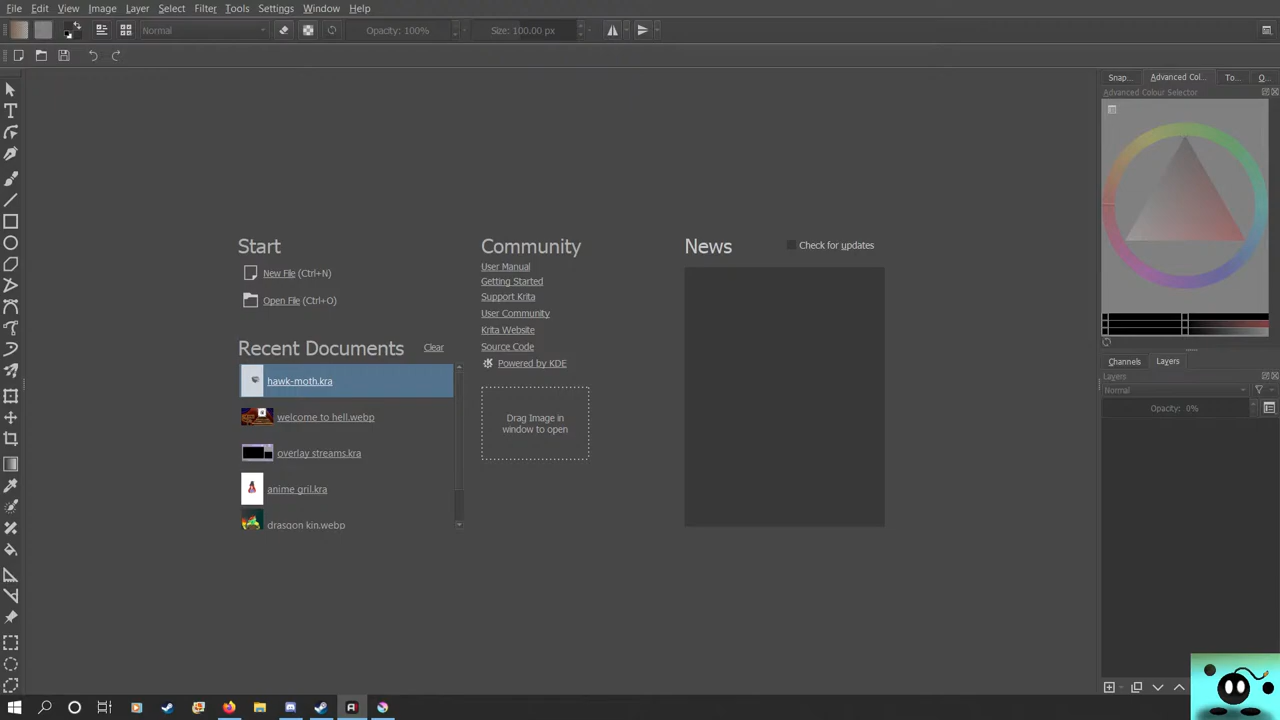 File Edit View Image Layer Select Filter Tools Settings Window Help
Normal Opacity: 100% Size: 100.00 px
Snap... Advanced Col... To... O...
Advanced Colour Selector
Start
New File (Ctrl+N)
Open File (Ctrl+O)
Recent Documents Clear
hawk-moth.kra
welcome to hell.webp
overlay streams.kra
anime gril.kra
drasgon kin.webp
Community
User Manual
Getting Started
Support Krita
User Community
Krita Website
Source Code
Powered by KDE
Drag Image in
window to open
News Check for updates
Channels Layers
Layers
Normal
Opacity: 0%